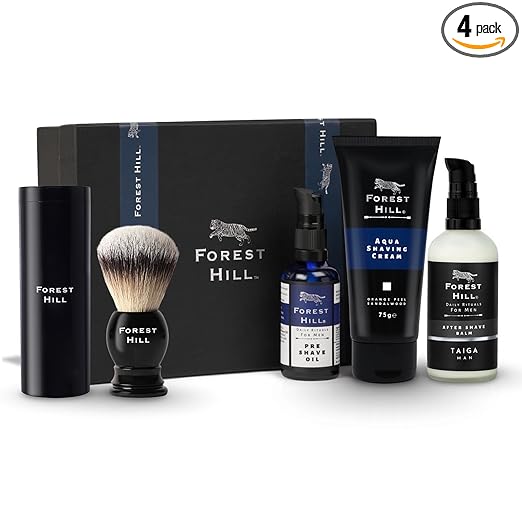 4 pack
FOREST HILL.
FOREST
HILL™
FOREST
HILL
FOREST
HILL
FOREST
HILL®
DAILY RITUALS
FOR MEN
PRE
SHAVE
OIL
FOREST
HILL®
AQUA
SHAVING
CREAM
ORANGE PEEL
SANDALWOOD
75g℮
FOREST
HILL®
DAILY RITUALS
FOR MEN
AFTER SHAVE
BALM
TAIGA
MAN